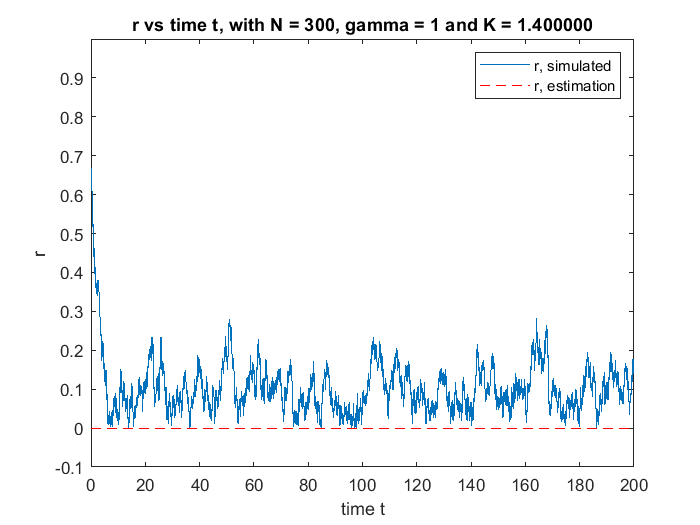 r vs time t, with N = 300, gamma = 1 and K = 1.400000
r, simulated
r, estimation
0.9
0.8
0.7
0.6
0.5
0.4
0.3
0.2
0.1
0
-0.1
r
0 20 40 60 80 100 120 140 160 180 200
time t